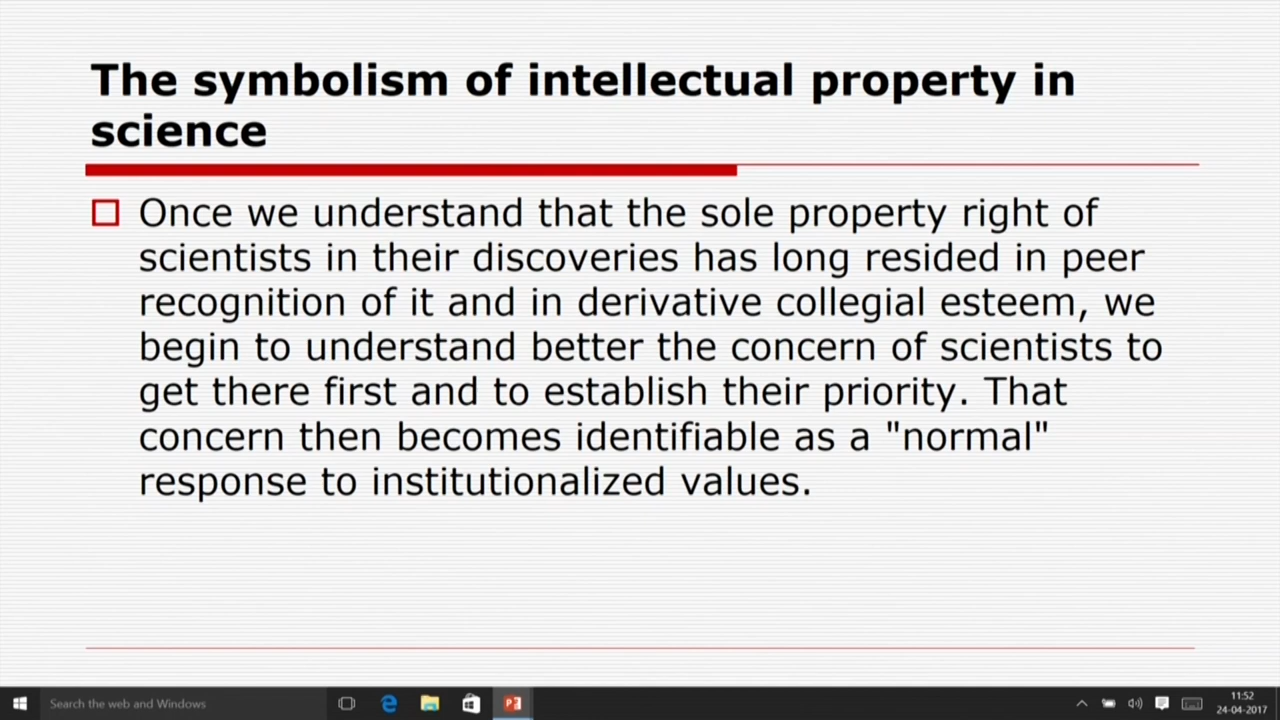 The symbolism of intellectual property in
science
Once we understand that the sole property right of
scientists in their discoveries has long resided in peer
recognition of it and in derivative collegial esteem, we
begin to understand better the concern of scientists to
get there first and to establish their priority. That
concern then becomes identifiable as a "normal"
response to institutionalized values.
Search the web and Windows
11:52
24-04-2017